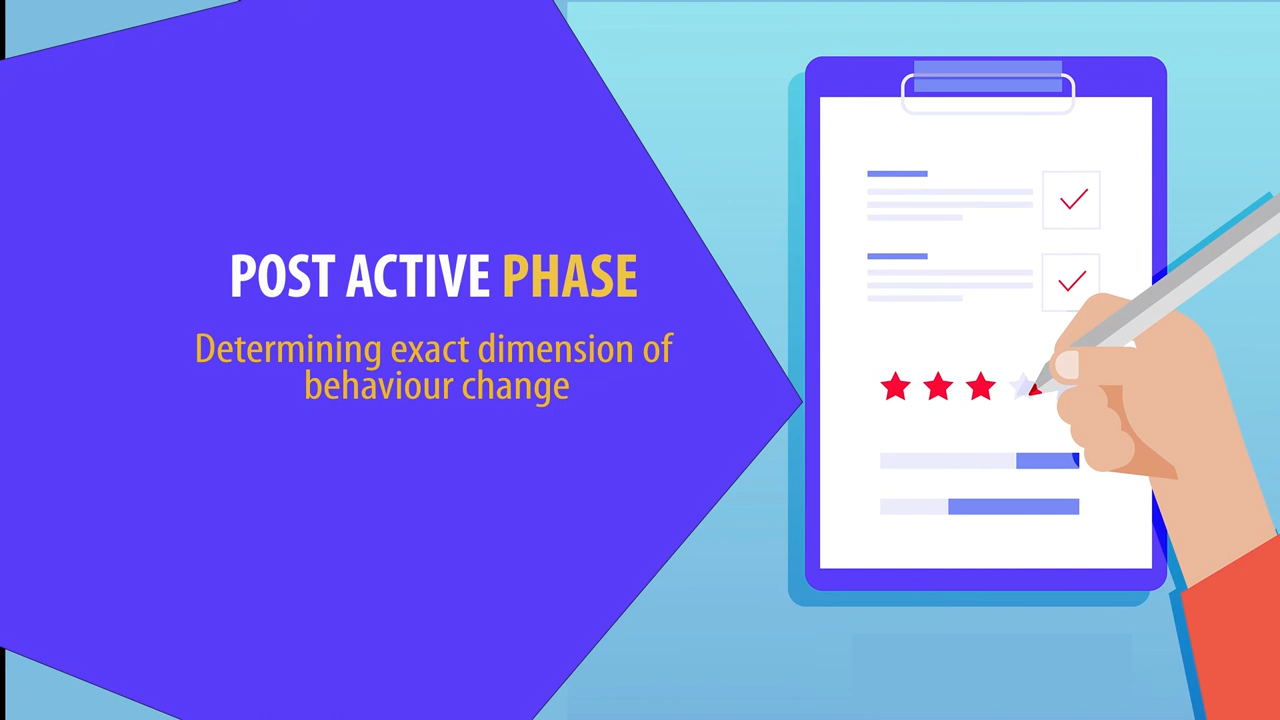 POST ACTIVE PHASE
Determining exact dimension of
behaviour change